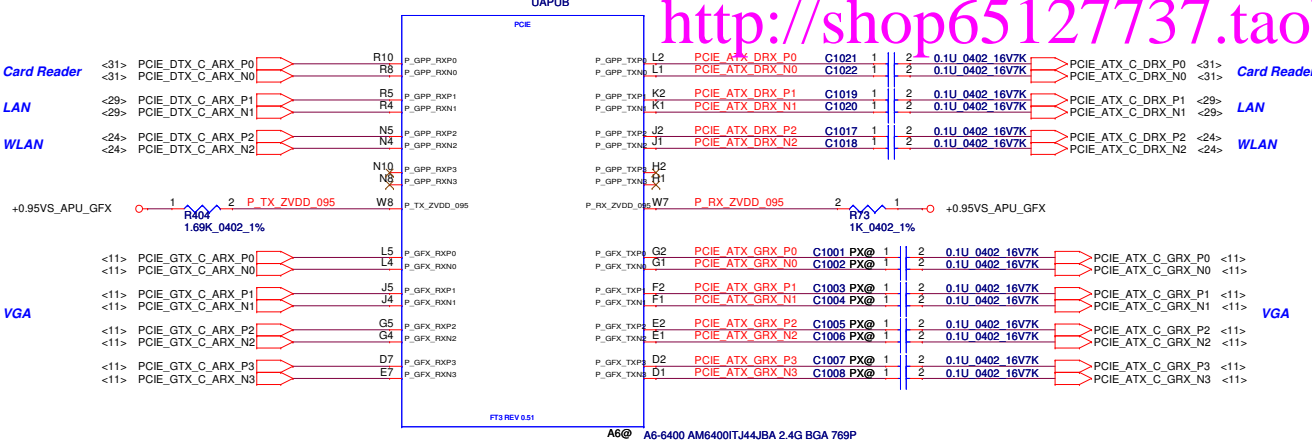 UAPUB
http://shop65127737.tao
PCIE
Card Reader <31> PCIE_DTX_C_ARX_P0 R10 P_GPP_RXP0 P_GPP_TXP0 L2 PCIE_ATX_DRX_P0 C1021 1 2 0.1U_0402_16V7K PCIE_ATX_C_DRX_P0 <31> Card Reader
<31> PCIE_DTX_C_ARX_N0 R8 P_GPP_RXN0 P_GPP_TXN0 L1 PCIE_ATX_DRX_N0 C1022 1 2 0.1U_0402_16V7K PCIE_ATX_C_DRX_N0 <31>
LAN <29> PCIE_DTX_C_ARX_P1 R5 P_GPP_RXP1 P_GPP_TXP1 K2 PCIE_ATX_DRX_P1 C1019 1 2 0.1U_0402_16V7K PCIE_ATX_C_DRX_P1 <29> LAN
<29> PCIE_DTX_C_ARX_N1 R4 P_GPP_RXN1 P_GPP_TXN1 K1 PCIE_ATX_DRX_N1 C1020 1 2 0.1U_0402_16V7K PCIE_ATX_C_DRX_N1 <29>
WLAN <24> PCIE_DTX_C_ARX_P2 N5 P_GPP_RXP2 P_GPP_TXP2 J2 PCIE_ATX_DRX_P2 C1017 1 2 0.1U_0402_16V7K PCIE_ATX_C_DRX_P2 <24> WLAN
<24> PCIE_DTX_C_ARX_N2 N4 P_GPP_RXN2 P_GPP_TXN2 J1 PCIE_ATX_DRX_N2 C1018 1 2 0.1U_0402_16V7K PCIE_ATX_C_DRX_N2 <24>
N10 P_GPP_RXP3 P_GPP_TXP3 H2
N8 P_GPP_RXN3 P_GPP_TXN3 H1
+0.95VS_APU_GFX 1 2 P_TX_ZVDD_095 W8 P_TX_ZVDD_095 P_RX_ZVDD_095 W7 P_RX_ZVDD_095 2 1 +0.95VS_APU_GFX
R404 R73
1.69K_0402_1% 1K_0402_1%
<11> PCIE_GTX_C_ARX_P0 L5 P_GFX_RXP0 P_GFX_TXP0 G2 PCIE_ATX_GRX_P0 C1001 PX@ 1 2 0.1U_0402_16V7K PCIE_ATX_C_GRX_P0 <11>
<11> PCIE_GTX_C_ARX_N0 L4 P_GFX_RXN0 P_GFX_TXN0 G1 PCIE_ATX_GRX_N0 C1002 PX@ 1 2 0.1U_0402_16V7K PCIE_ATX_C_GRX_N0 <11>
<11> PCIE_GTX_C_ARX_P1 J5 P_GFX_RXP1 P_GFX_TXP1 F2 PCIE_ATX_GRX_P1 C1003 PX@ 1 2 0.1U_0402_16V7K PCIE_ATX_C_GRX_P1 <11>
<11> PCIE_GTX_C_ARX_N1 J4 P_GFX_RXN1 P_GFX_TXN1 F1 PCIE_ATX_GRX_N1 C1004 PX@ 1 2 0.1U_0402_16V7K PCIE_ATX_C_GRX_N1 <11>
VGA VGA
<11> PCIE_GTX_C_ARX_P2 G5 P_GFX_RXP2 P_GFX_TXP2 E2 PCIE_ATX_GRX_P2 C1005 PX@ 1 2 0.1U_0402_16V7K PCIE_ATX_C_GRX_P2 <11>
<11> PCIE_GTX_C_ARX_N2 G4 P_GFX_RXN2 P_GFX_TXN2 E1 PCIE_ATX_GRX_N2 C1006 PX@ 1 2 0.1U_0402_16V7K PCIE_ATX_C_GRX_N2 <11>
<11> PCIE_GTX_C_ARX_P3 D7 P_GFX_RXP3 P_GFX_TXP3 D2 PCIE_ATX_GRX_P3 C1007 PX@ 1 2 0.1U_0402_16V7K PCIE_ATX_C_GRX_P3 <11>
<11> PCIE_GTX_C_ARX_N3 E7 P_GFX_RXN3 P_GFX_TXN3 D1 PCIE_ATX_GRX_N3 C1008 PX@ 1 2 0.1U_0402_16V7K PCIE_ATX_C_GRX_N3 <11>
FT3 REV 0.51
A6@ A6-6400 AM6400ITJ44JBA 2.4G BGA 769P